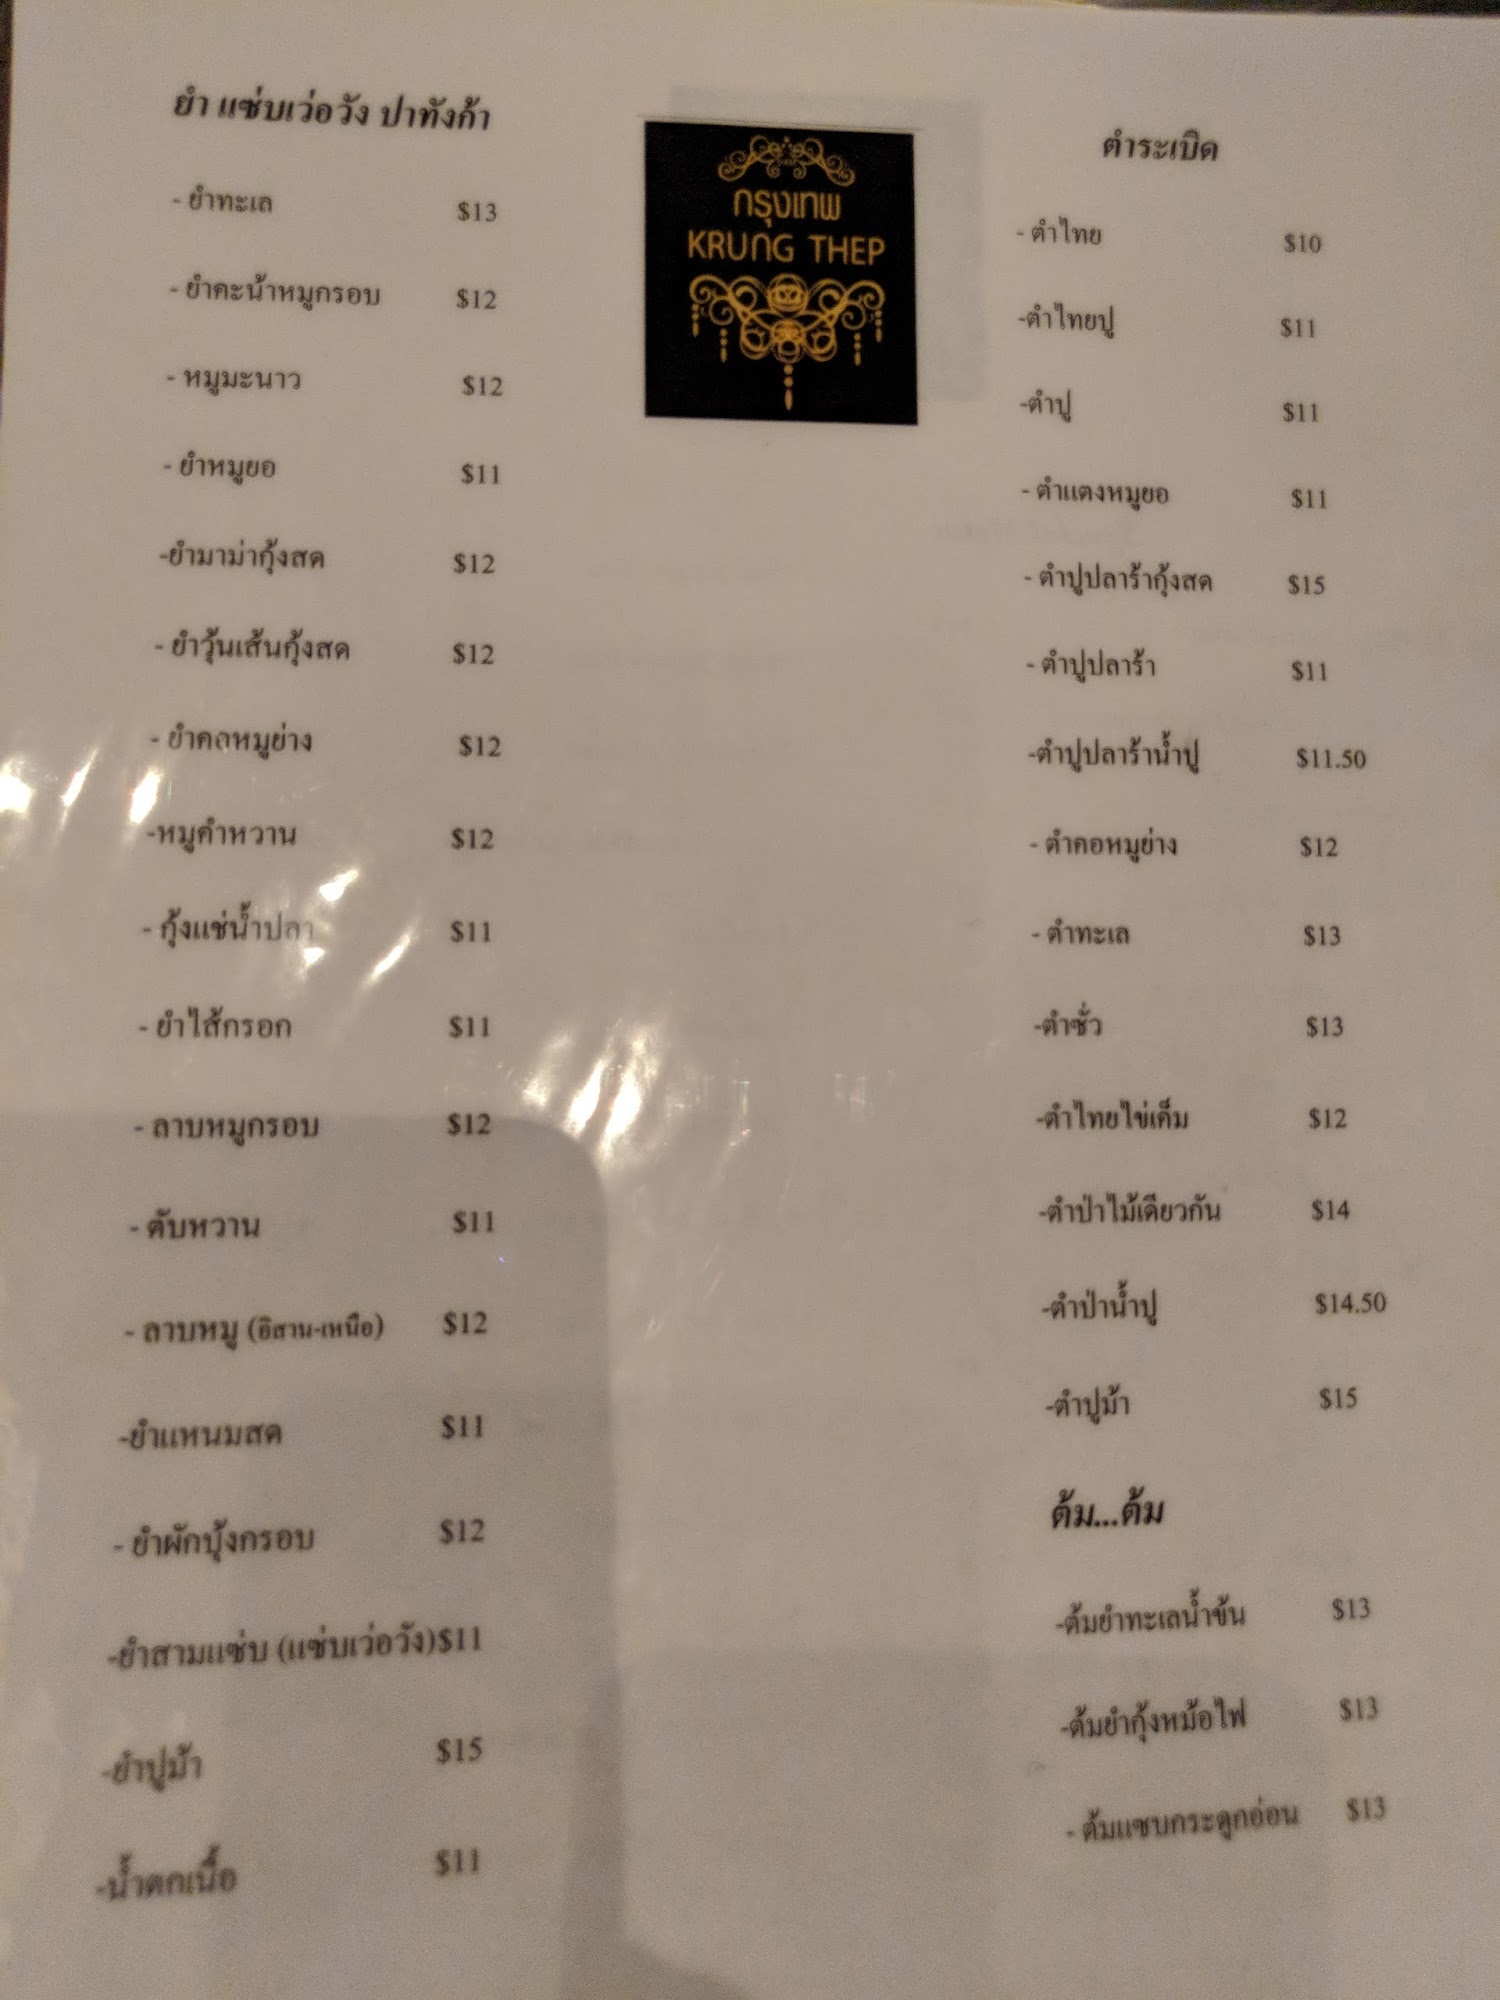 ยำ แซ่บเว่อวัง ปาทังก้า
- ยำทะเล $13
- ยำคะน้าหมูกรอบ $12
- หมูมะนาว $12
- ยำหมูยอ $11
-ยำมาม่ากุ้งสด $12
- ยำวุ้นเส้นกุ้งสด $12
- ยำคอหมูย่าง $12
-หมูคำหวาน $12
- กุ้งแช่น้ำปลา $11
- ยำไส้กรอก $11
- ลาบหมูกรอบ $12
- ตับหวาน $11
- ลาบหมู (อิสาน-เหนือ) $12
-ยำแหนมสด $11
- ยำผักบุ้งกรอบ $12
-ยำสามแซ่บ (แซ่บเว่อวัง)$11
-ยำปูม้า $15
-น้ำตกเนื้อ $11
กรุงเทพ
KRUNG THEP
ตำระเบิด
- ตำไทย $10
-ตำไทยปู $11
-ตำปู $11
- ตำแตงหมูยอ $11
- ตำปูปลาร้ากุ้งสด $15
- ตำปูปลาร้า $11
-ตำปูปลาร้าน้ำปู $11.50
- ตำคอหมูย่าง $12
- ตำทะเล $13
-ตำซั่ว $13
-ตำไทยไข่เค็ม $12
-ตำป่าไม้เดียวกัน $14
-ตำป่าน้ำปู $14.50
-ตำปูม้า $15
ต้ม...ต้ม
-ต้มยำทะเลน้ำข้น $13
-ต้มยำกุ้งหม้อไฟ $13
- ต้มแซบกระดูกอ่อน $13